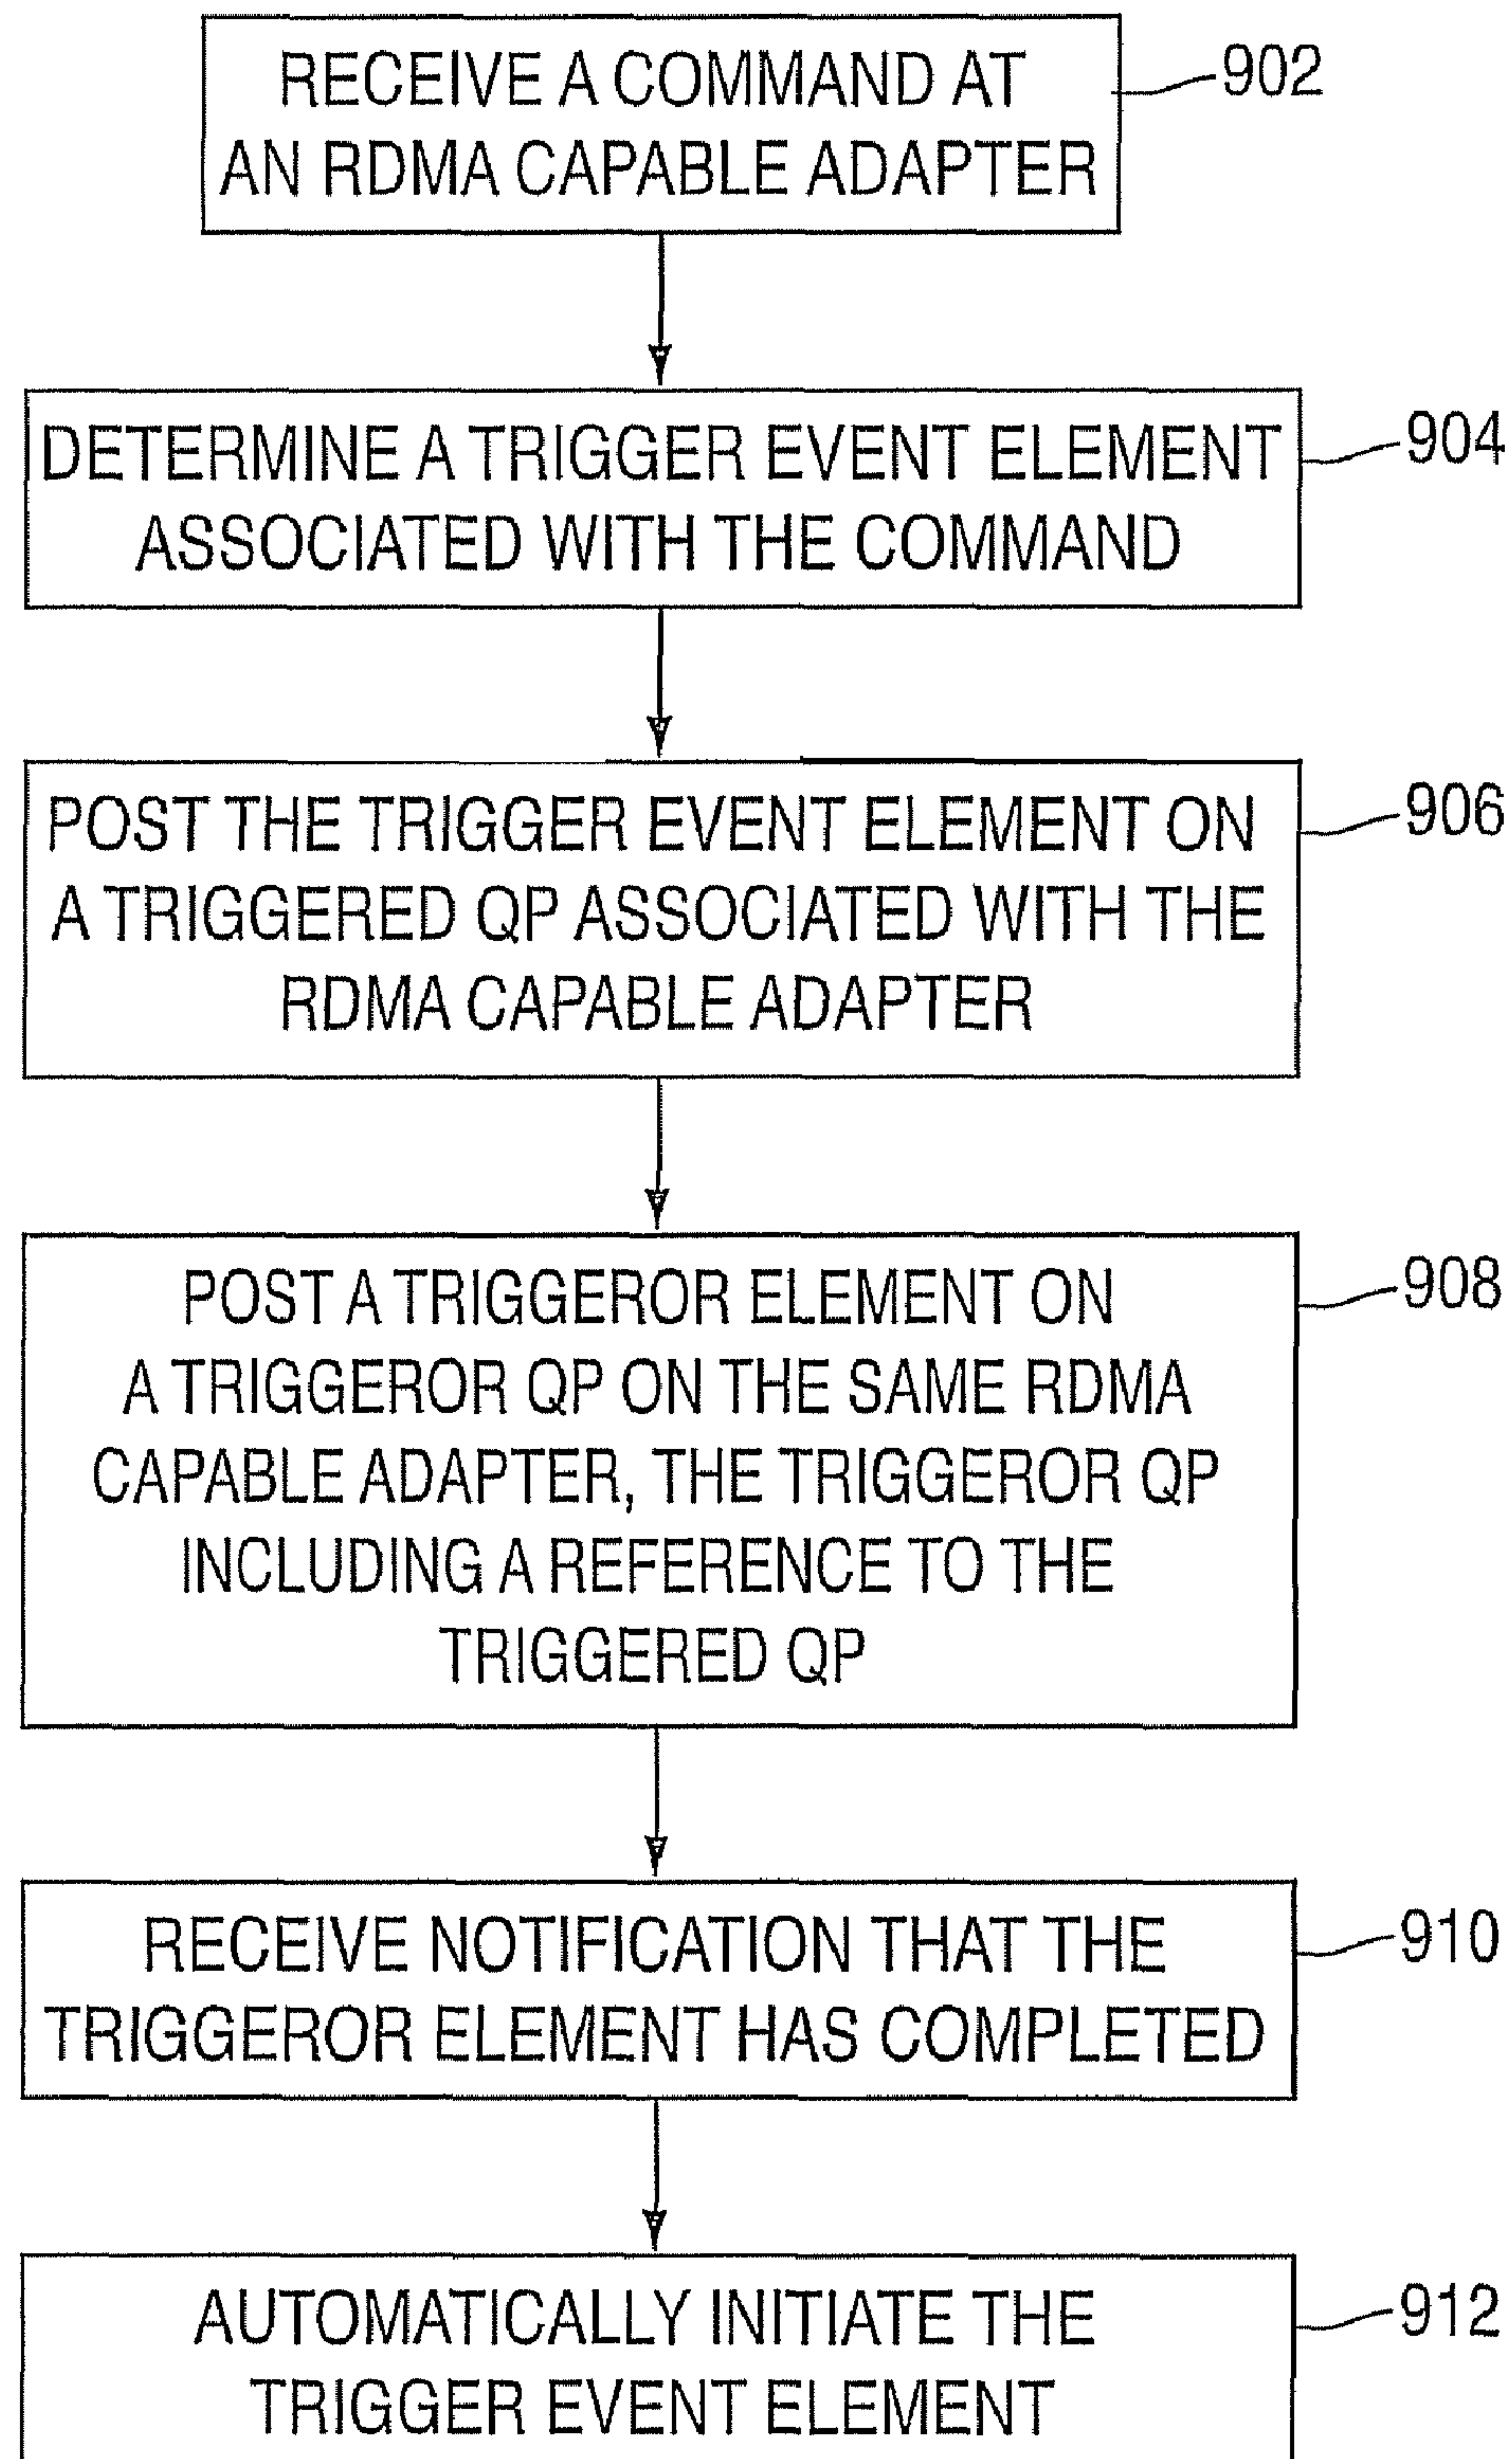 RECEIVE A COMMAND AT
AN RDMA CAPABLE ADAPTER
902
DETERMINE A TRIGGER EVENT ELEMENT
ASSOCIATED WITH THE COMMAND
904
POST THE TRIGGER EVENT ELEMENT ON
A TRIGGERED QP ASSOCIATED WITH THE
RDMA CAPABLE ADAPTER
906
POST A TRIGGEROR ELEMENT ON
A TRIGGEROR QP ON THE SAME RDMA
CAPABLE ADAPTER, THE TRIGGEROR QP
INCLUDING A REFERENCE TO THE
TRIGGERED QP
908
RECEIVE NOTIFICATION THAT THE
TRIGGEROR ELEMENT HAS COMPLETED
910
AUTOMATICALLY INITIATE THE
TRIGGER EVENT ELEMENT
912